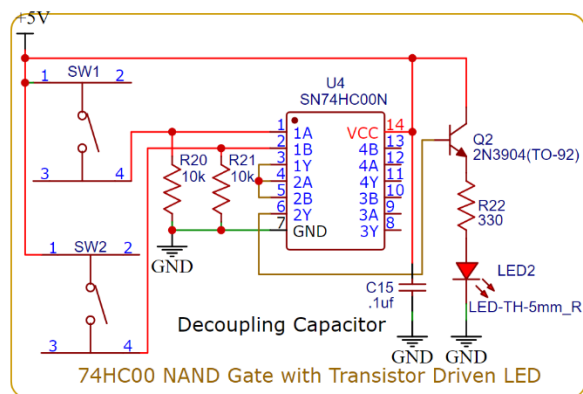 +5V
1 SW1 2
3 4
1 SW2 2
3 4
R20
10k
R21
10k
GND
U4
SN74HC00N
1 1A VCC 14
2 1B 4B 13
3 1Y 4A 12
4 2A 4Y 11
5 2B 3B 10
6 2Y 3A 9
7 GND 3Y 8
Q2
2N3904(TO-92)
R22
330
LED2
LED-TH-5mm_R
C15
.1uf
GND
GND
Decoupling Capacitor
74HC00 NAND Gate with Transistor Driven LED